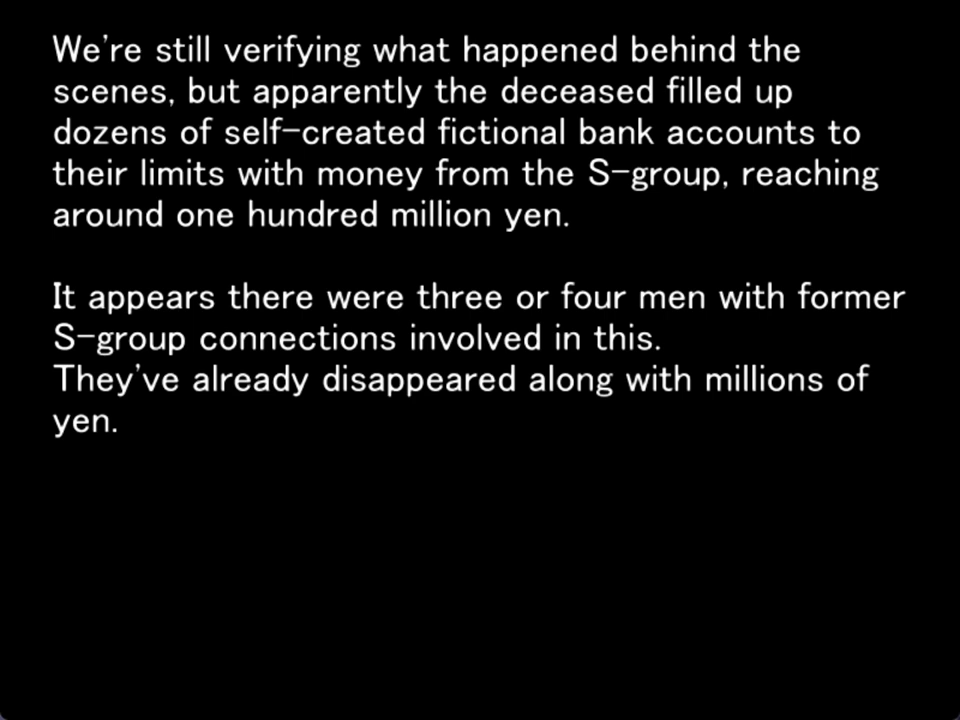 We're still verifying what happened behind the
scenes, but apparently the deceased filled up
dozens of self-created fictional bank accounts to
their limits with money from the S-group, reaching
around one hundred million yen.
It appears there were three or four men with former
S-group connections involved in this.
They've already disappeared along with millions of
yen.